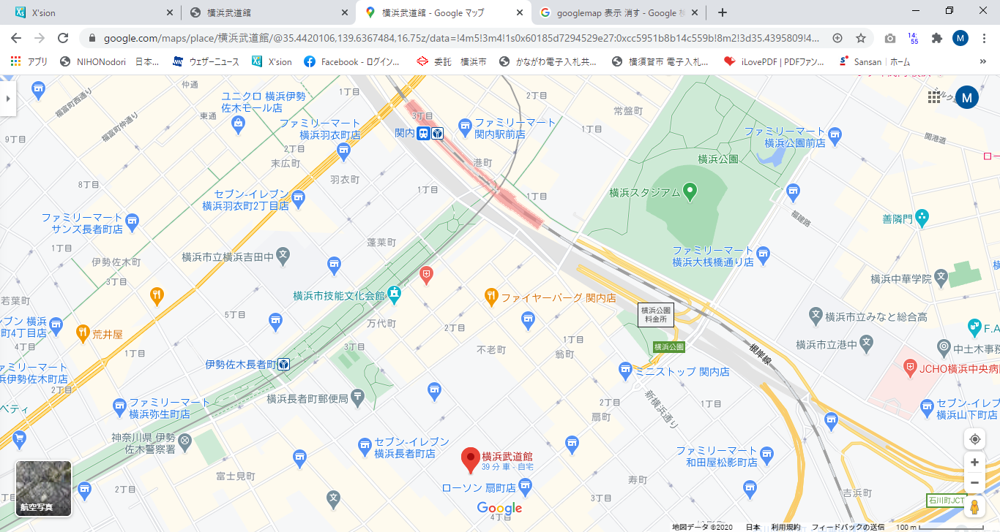 X'sion
横浜武道館
横浜武道館 - Google マップ
googlemap 表示 消す - Google 検
google.com/maps/place/横浜武道館/@35.4420106,139.6367484,16.75z/data=!4m5!3m4!1s0x60185d7294529e27:0xcc5951b8b14c559b!8m2!3d35.4395809!4...
14:
55
M
アプリ
NIHONodori 日本...
ウェザーニュース
X'sion
Facebook - ログイン...
委託 横浜市
かながわ電子入札共...
横須賀市 電子入札...
iLovePDF | PDFファン...
Sansan | ホーム
»
M
仲通
福富町西通り
福富町仲通り
東通
ユニクロ 横浜伊勢
佐木モール店
1丁目
3丁目
2丁目
常盤町
1丁目
ファミリーマート
横浜羽衣町店
関内
ファミリーマート
関内駅前店
ファミリーマート
横浜公園前店
開港道
9丁目
2丁目
末広町
港町
横浜公園
8丁目
羽衣町
1丁目
1丁目
横浜スタジアム
セブン-イレブン
横浜羽衣町2丁目店
ファミリーマート
サンズ長者町店
福建路
善隣門
1丁目
蓬莱町
伊勢佐木町
横浜市立横浜吉田中
ファミリーマート
横浜大桟橋通り店
3丁目
横浜中華学院
若葉町
横浜市技能文化会館
ファイヤーバーグ 関内店
横浜公園
料金所
5丁目
万代町
横浜市立みなと総合高
ブン 横浜
町4丁目店
荒井屋
F.A
4丁目
1丁目
3丁目
不老町
1丁目
翁町
横浜公園
横浜市立港中
根岸線
中土木事務
伊勢佐木長者町
ファミリーマート
浜伊勢佐木町店
ミニストップ 関内店
JCHO横浜中央病
2丁目
横浜長者町郵便局
新横浜通り
ペティ
ファミリーマート
横浜弥生町店
2丁目
扇町
1丁目
セブン-イレブ
横浜山下町店
神奈川県 伊勢
佐木警察署
セブン-イレブン
横浜長者町店
横浜武道館
39 分 車 - 自宅
ファミリーマート
和田屋松影町店
富士見町
寿町
ローソン 扇町店
2丁目
3丁目
吉浜町
石川町JCT
航空写真
Google
4丁目
地図データ ©2020 日本 利用規約 フィードバックの送信 100 m